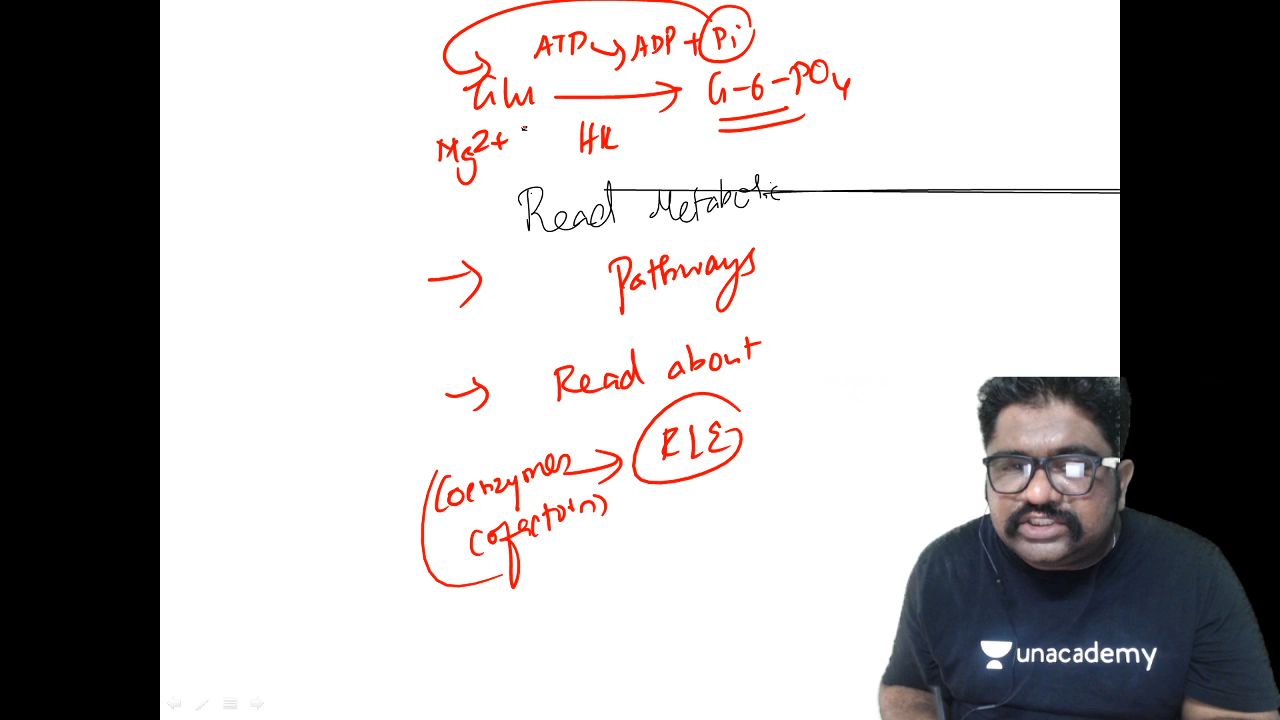 ATP → ADP + Pi
Glu → G-6-PO4
Mg2+ HK
Read Metabolic
→ Pathways
→ Read about
Coenzymes → RLE
Cofactors
unacademy